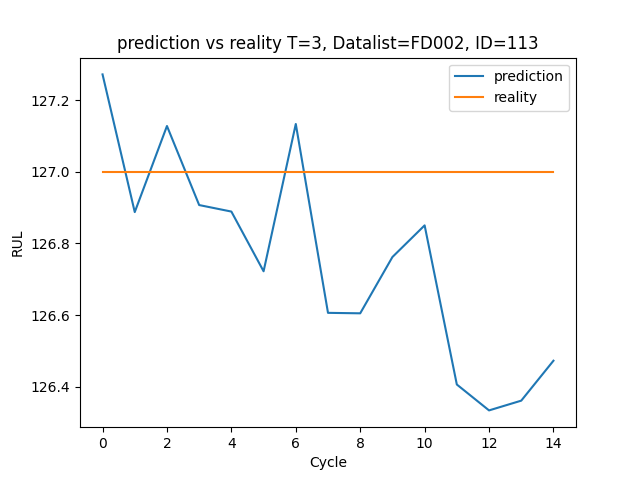 prediction vs reality T=3, Datalist=FD002, ID=113
prediction
reality
127.2
127.0
126.8
126.6
126.4
RUL
0 2 4 6 8 10 12 14
Cycle